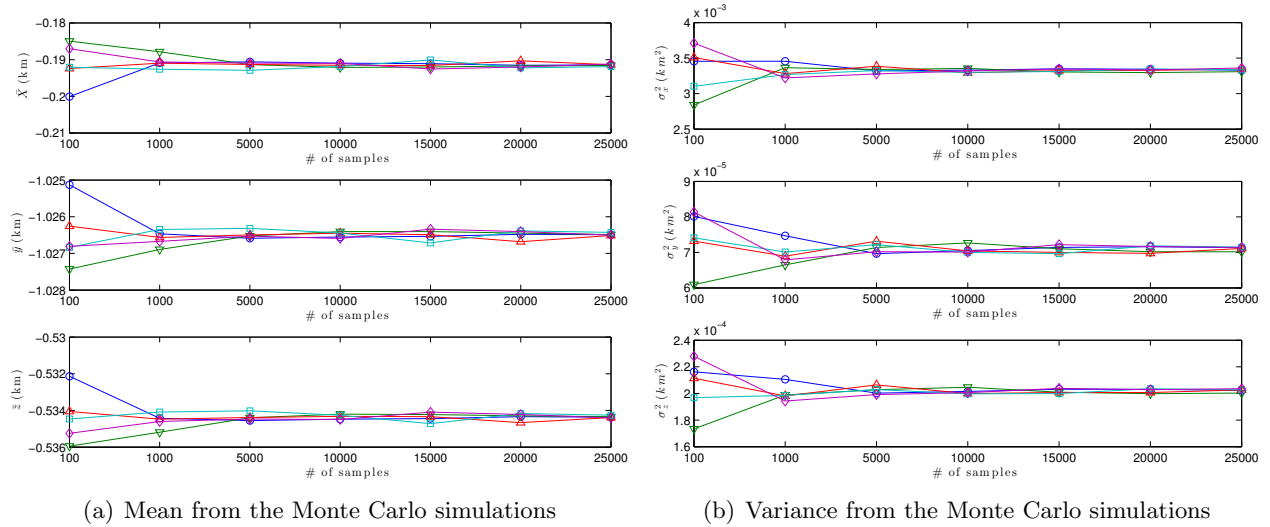 −0.18
−0.19
−0.2
−0.21
X̄ (km)
100 1000 5000 10000 15000 20000 25000
# of samples
−1.025
−1.026
−1.027
−1.028
ȳ (km)
100 1000 5000 10000 15000 20000 25000
# of samples
−0.53
−0.532
−0.534
−0.536
z̄ (km)
100 1000 5000 10000 15000 20000 25000
# of samples
(a) Mean from the Monte Carlo simulations
x 10⁻³
4
3.5
3
2.5
σ²ₓ (km²)
100 1000 5000 10000 15000 20000 25000
# of samples
x 10⁻⁵
9
8
7
6
(km²)
100 1000 5000 10000 15000 20000 25000
# of samples
x 10⁻⁴
2.4
2.2
2
1.8
1.6
(km²)
100 1000 5000 10000 15000 20000 25000
# of samples
(b) Variance from the Monte Carlo simulations